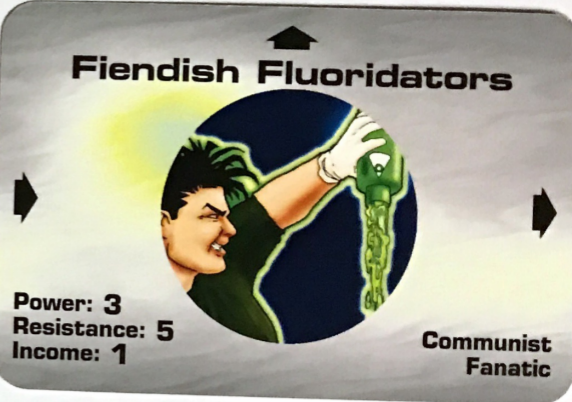 Fiendish Fluoridators
Power: 3
Resistance: 5
Income: 1
Communist
Fanatic